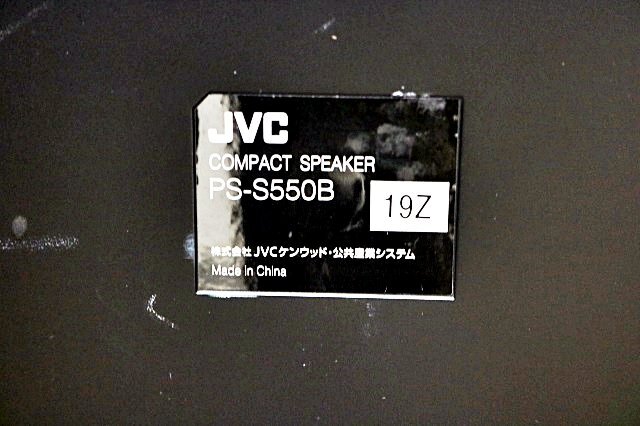 JVC
COMPACT SPEAKER
PS-S550B
19Z
株式会社 JVCケンウッド・公共産業システム
Made in China